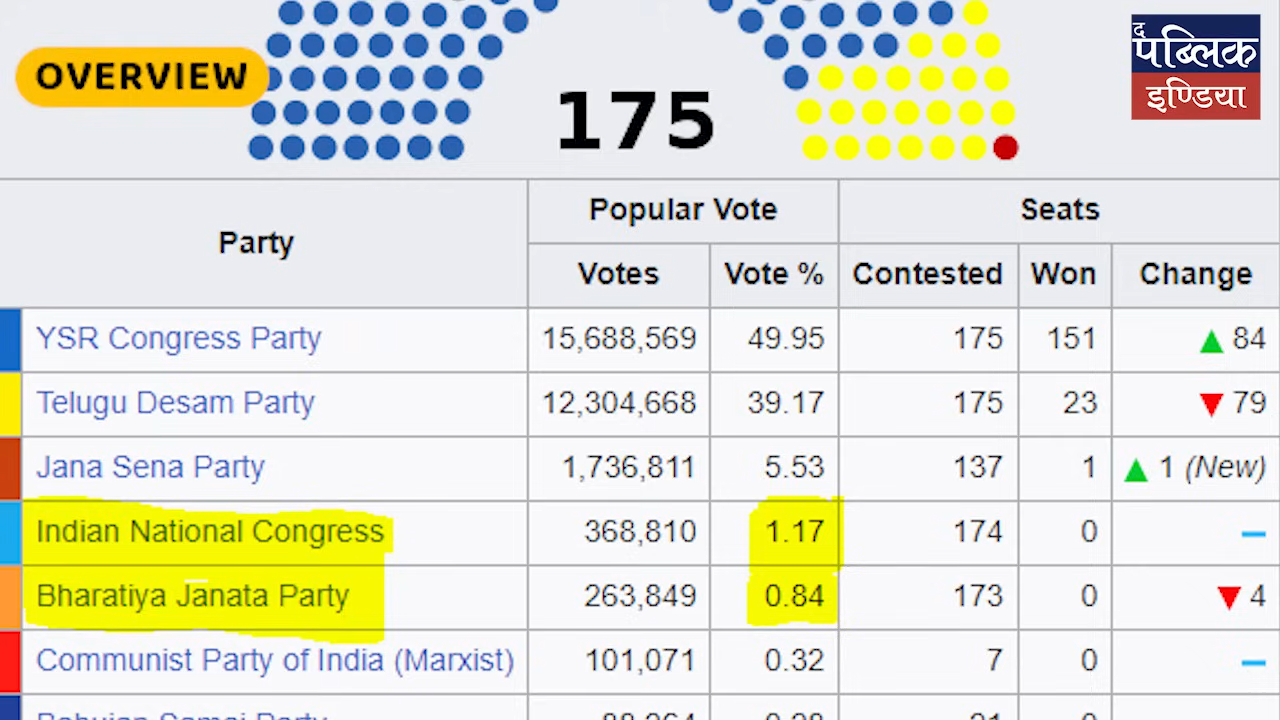 OVERVIEW
द
पब्लिक
इण्डिया
175
Party
Popular Vote
Seats
Votes
Vote %
Contested
Won
Change
YSR Congress Party 15,688,569 49.95 175 151 ▲ 84
Telugu Desam Party 12,304,668 39.17 175 23 ▼ 79
Jana Sena Party 1,736,811 5.53 137 1 ▲ 1 (New)
Indian National Congress 368,810 1.17 174 0 –
Bharatiya Janata Party 263,849 0.84 173 0 ▼ 4
Communist Party of India (Marxist) 101,071 0.32 7 0 –